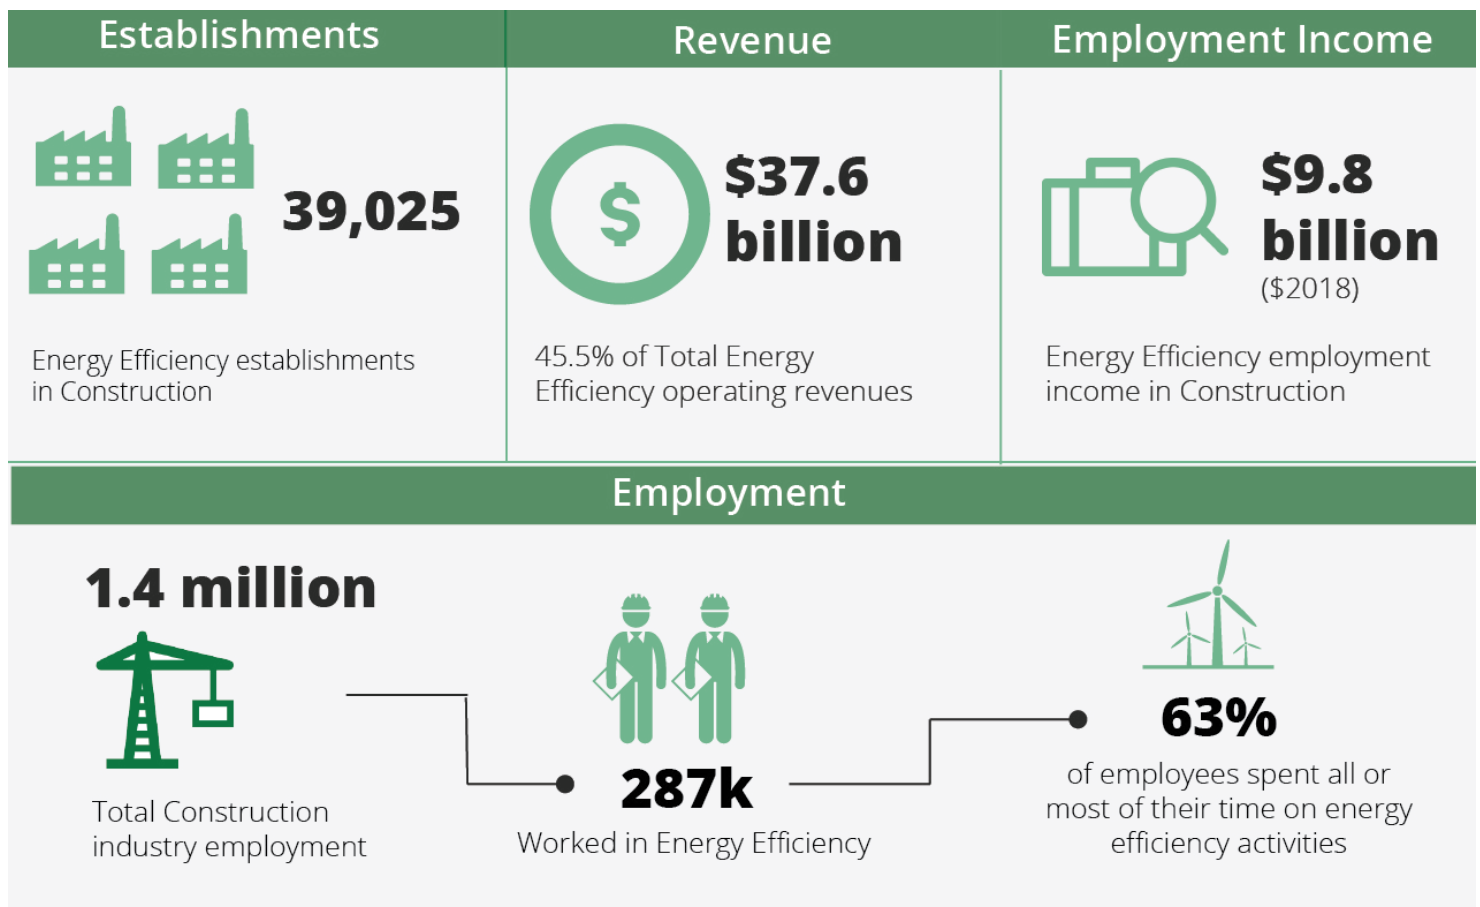 Establishments
Revenue
Employment Income
39,025
Energy Efficiency establishments
in Construction
$
$37.6
billion
45.5% of Total Energy
Efficiency operating revenues
$9.8
billion
($2018)
Energy Efficiency employment
income in Construction
Employment
1.4 million
Total Construction
industry employment
287k
Worked in Energy Efficiency
63%
of employees spent all or
most of their time on energy
efficiency activities